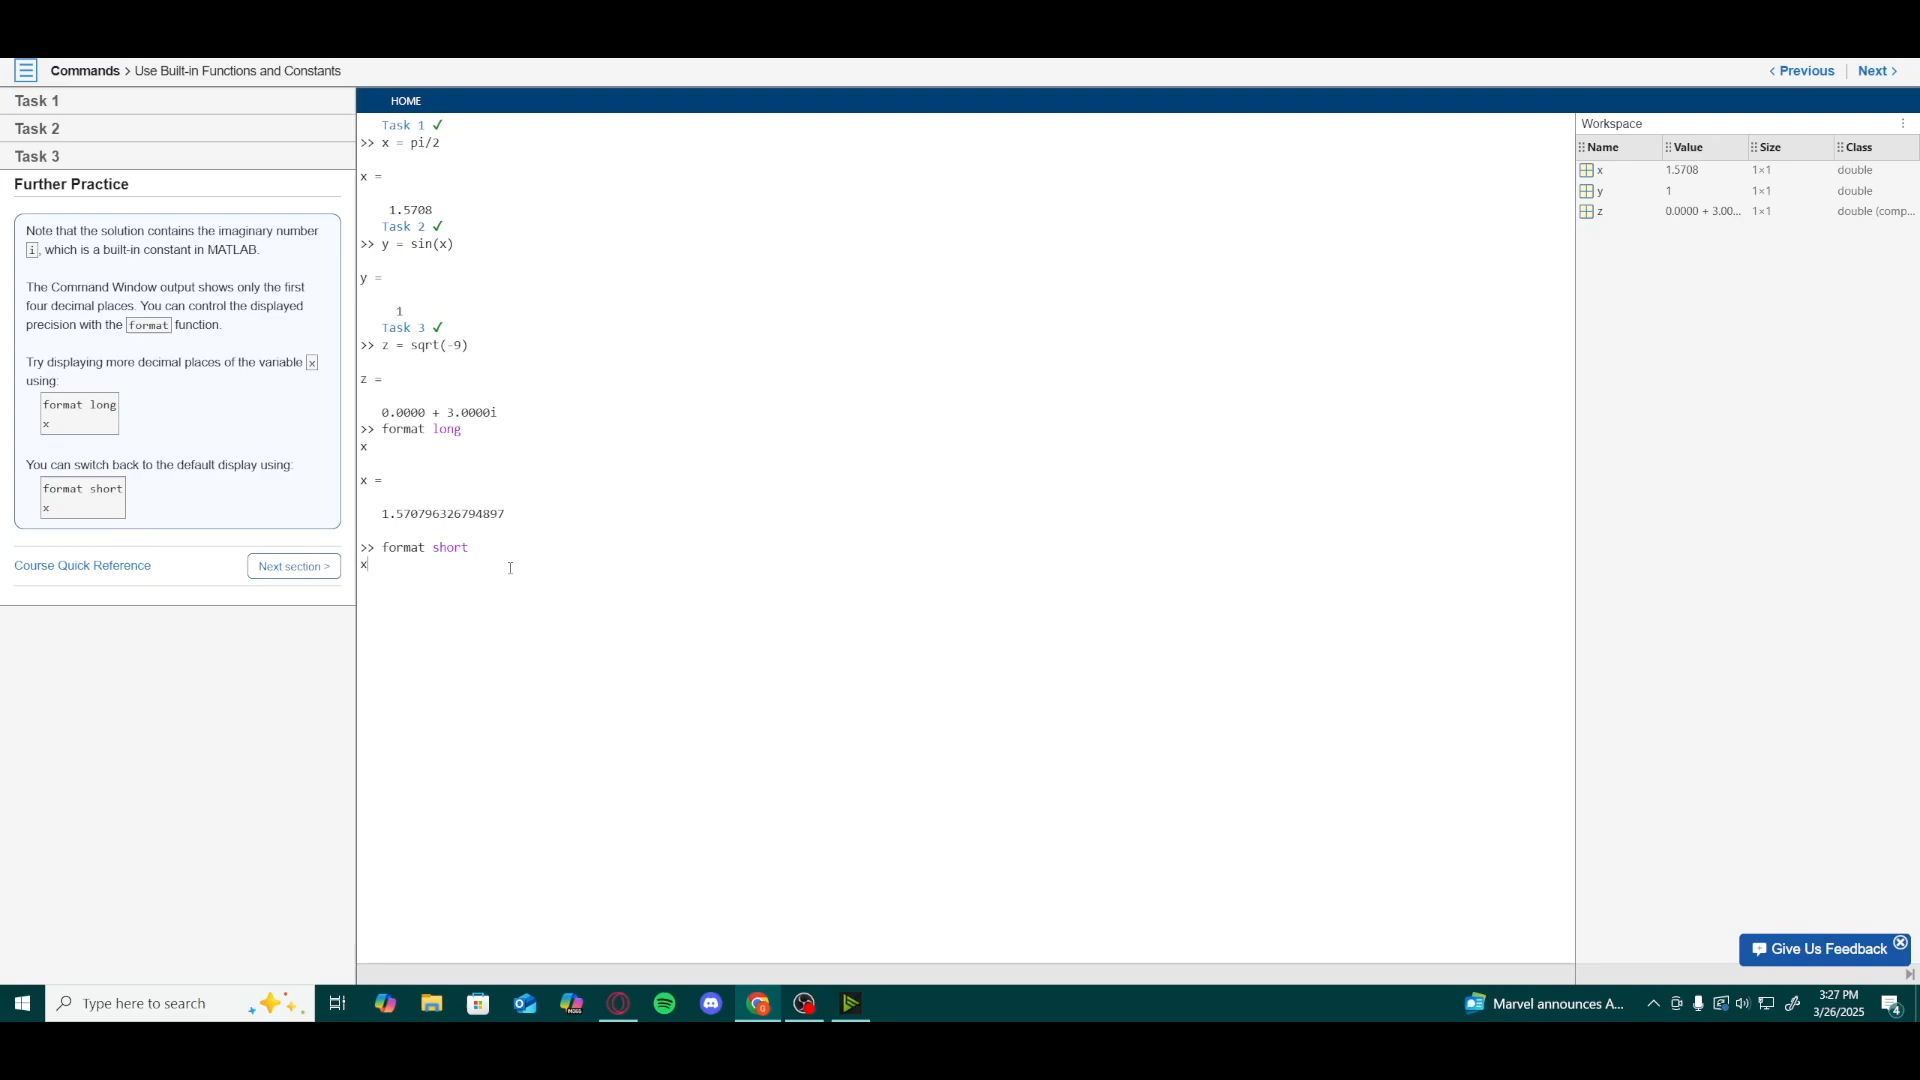 Commands > Use Built-in Functions and Constants
< Previous
Next >
Task 1
Task 2
Task 3
Further Practice
Note that the solution contains the imaginary number
i, which is a built-in constant in MATLAB.
The Command Window output shows only the first
four decimal places. You can control the displayed
precision with the format function.
Try displaying more decimal places of the variable x
using:
format long
x
You can switch back to the default display using:
format short
x
Course Quick Reference
Next section >
HOME
Task 1 ✓
>> x = pi/2
x =
1.5708
Task 2 ✓
>> y = sin(x)
y =
1
Task 3 ✓
>> z = sqrt(-9)
z =
0.0000 + 3.0000i
>> format long
x
x =
1.570796326794897
>> format short
x
Workspace
Name Value Size Class
x 1.5708 1×1 double
y 1 1×1 double
z 0.0000 + 3.00... 1×1 double (comp...
Give Us Feedback
Type here to search
M365
Marvel announces A...
3:27 PM
3/26/2025
4